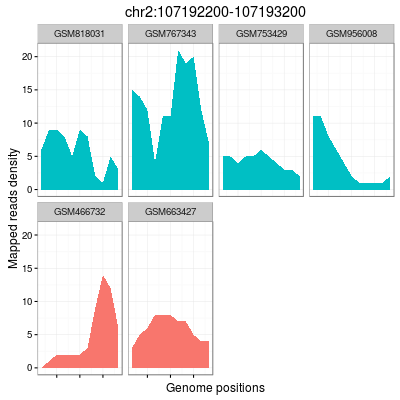 chr2:107192200-107193200
GSM818031 GSM767343 GSM753429 GSM956008
20
15
10
5
0
Mapped reads density
GSM466732 GSM663427
20
15
10
5
0
Genome positions